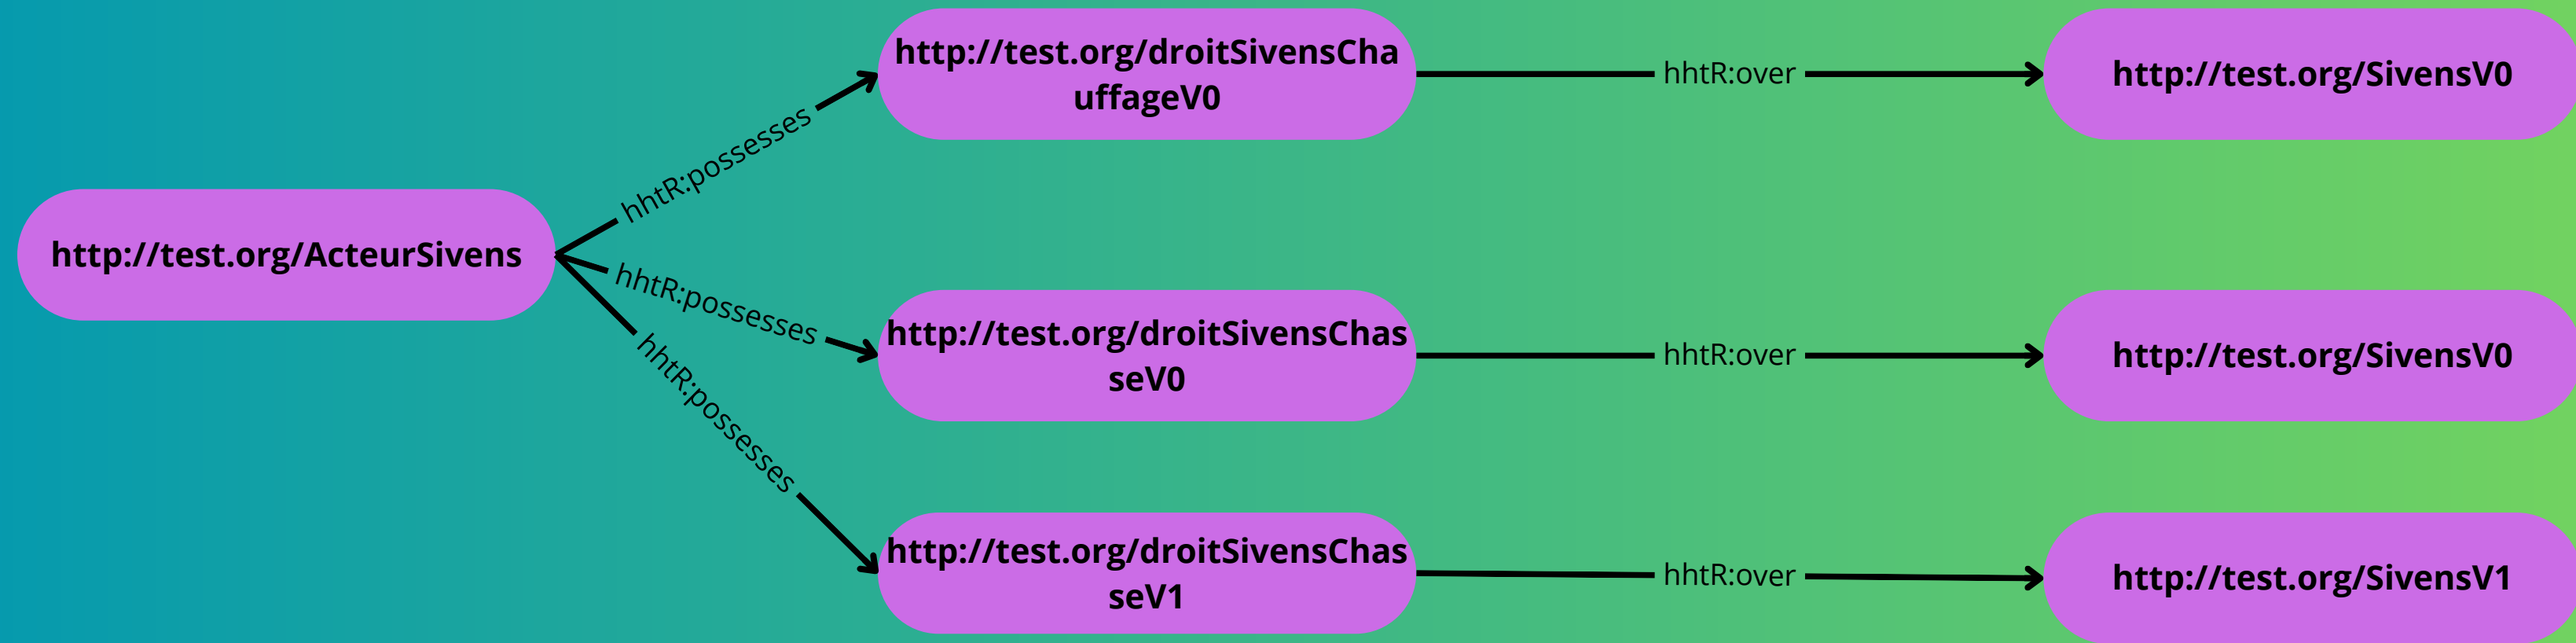 http://test.org/droitSivensCha
uffageV0
hhtR:over
http://test.org/SivensV0
hhtR:possesses
http://test.org/ActeurSivens
hhtR:possesses
http://test.org/droitSivensChas
seV0
hhtR:over
http://test.org/SivensV0
hhtR:possesses
http://test.org/droitSivensChas
seV1
hhtR:over
http://test.org/SivensV1